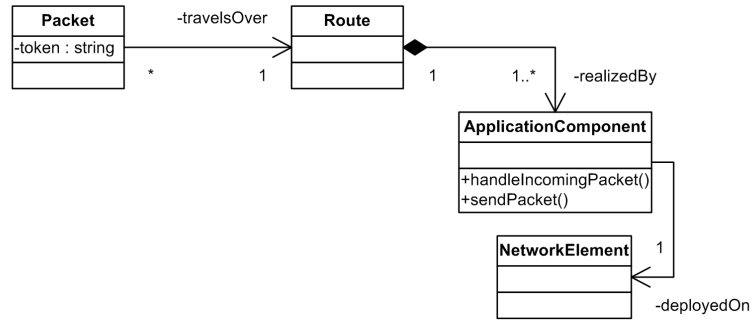 Packet
-travelsOver
Route
-token : string
*
1
1
1..*
-realizedBy
ApplicationComponent
+handleIncomingPacket()
+sendPacket()
NetworkElement
1
-deployedOn